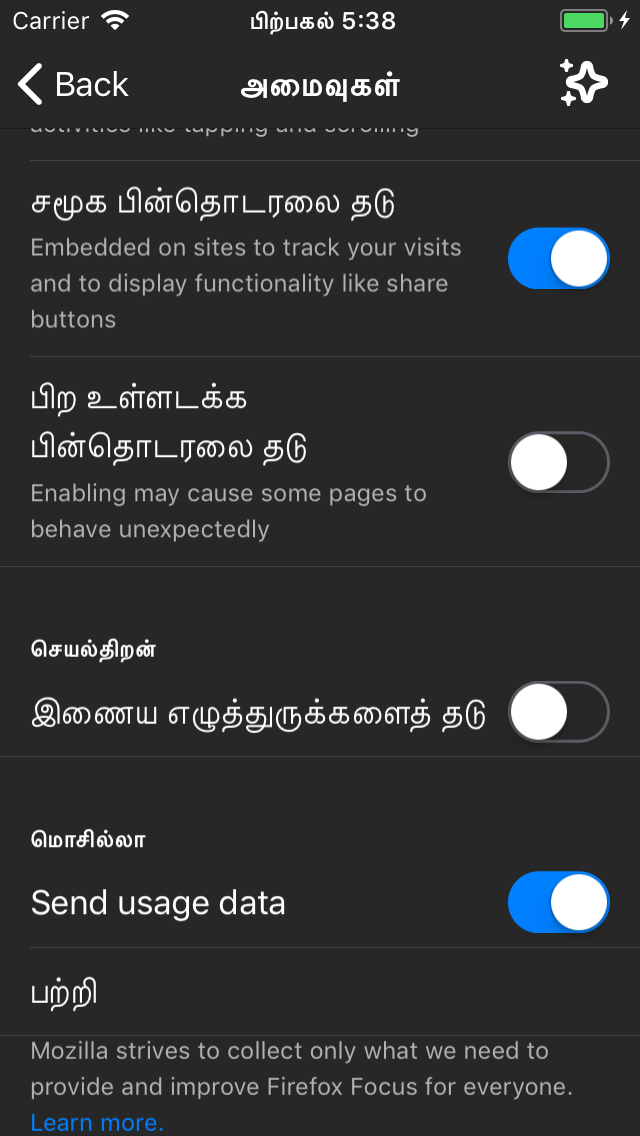 Carrier பிற்பகல் 5:38
Back அமைவுகள்
activities like tapping and scrolling
சமூக பின்தொடரலை தடு
Embedded on sites to track your visits
and to display functionality like share
buttons
பிற உள்ளடக்க
பின்தொடரலை தடு
Enabling may cause some pages to
behave unexpectedly
செயல்திறன்
இணைய எழுத்துருக்களைத் தடு
மொசில்லா
Send usage data
பற்றி
Mozilla strives to collect only what we need to
provide and improve Firefox Focus for everyone.
Learn more.